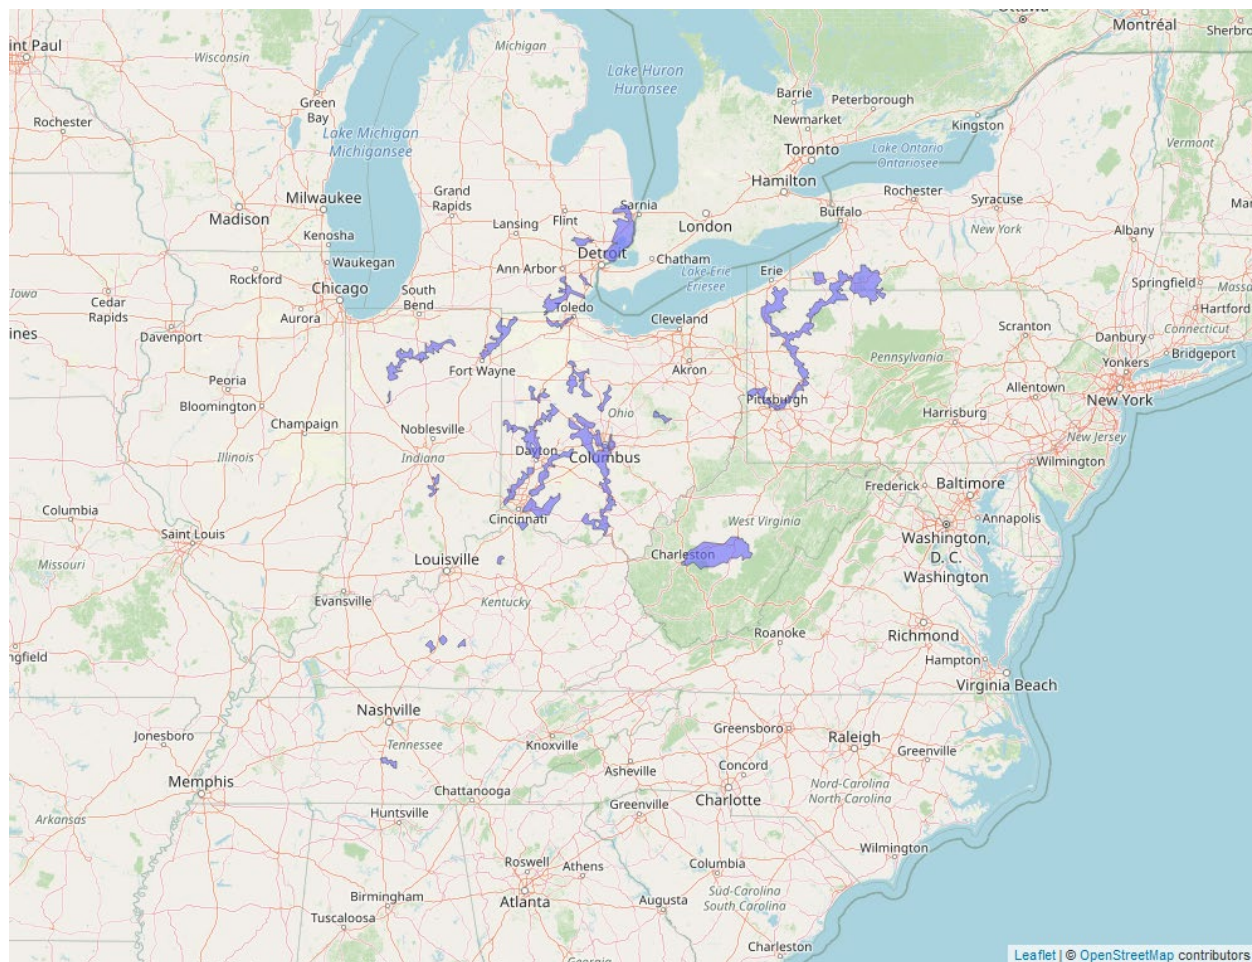 Ottawa
Montréal
Sherbro
int Paul
Wisconsin
Michigan
Lake Huron
Huronsee
Barrie
Peterborough
Green
Bay
Rochester
Lake Michigan
Michigansee
Newmarket
Kingston
Toronto
Lake Ontario
Ontariosee
Vermont
Hamilton
Grand
Rapids
Milwaukee
Madison
Sarnia
Rochester
Syracuse
Mar
Lansing
Flint
London
Buffalo
New York
Albany
Kenosha
Waukegan
Detroit
Chatham
Ann Arbor
Lake-Erie
Eriesee
Erie
Rockford
Springfield
Massa
Iowa
Chicago
South
Bend
Cedar
Rapids
Toledo
Hartford
Aurora
Cleveland
Scranton
Connecticut
ines
Davenport
Danbury
Bridgeport
Fort Wayne
Akron
Pennsylvania
Yonkers
Peoria
Allentown
New York
Bloomington
Pittsburgh
Harrisburg
Ohio
Champaign
Noblesville
New Jersey
Dayton
Columbus
Illinois
Indiana
Wilmington
Frederick
Baltimore
Columbia
Cincinnati
West Virginia
Annapolis
Saint Louis
Washington,
D. C.
Washington
Charleston
Louisville
Missouri
Evansville
Kentucky
Roanoke
Richmond
ngfield
Hampton
Virginia Beach
Nashville
Greensboro
Jonesboro
Tennessee
Knoxville
Raleigh
Greenville
Asheville
Concord
Memphis
Chattanooga
Nord-Carolina
North Carolina
Greenville
Charlotte
Arkansas
Huntsville
Wilmington
Roswell
Athens
Columbia
Birmingham
Atlanta
Augusta
Süd-Carolina
South Carolina
Tuscaloosa
Charleston
Georgia
Leaflet | © OpenStreetMap contributors